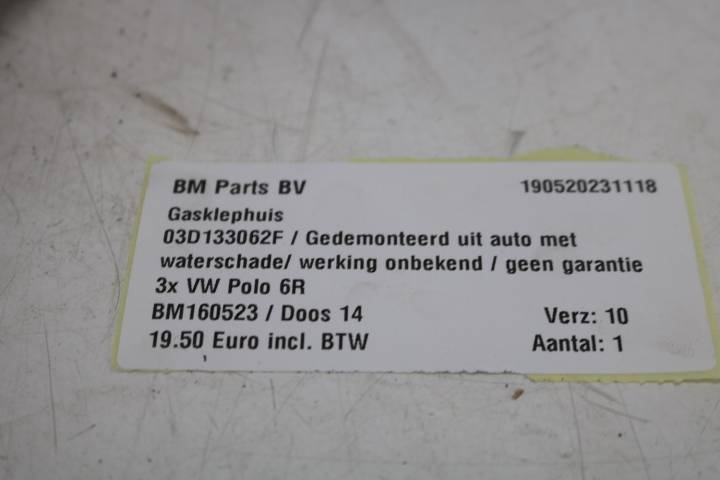 BM Parts BV 190520231118
Gasklephuis
03D133062F / Gedemonteerd uit auto met
waterschade/ werking onbekend / geen garantie
3x VW Polo 6R
BM160523 / Doos 14 Verz: 10
19.50 Euro incl. BTW Aantal: 1